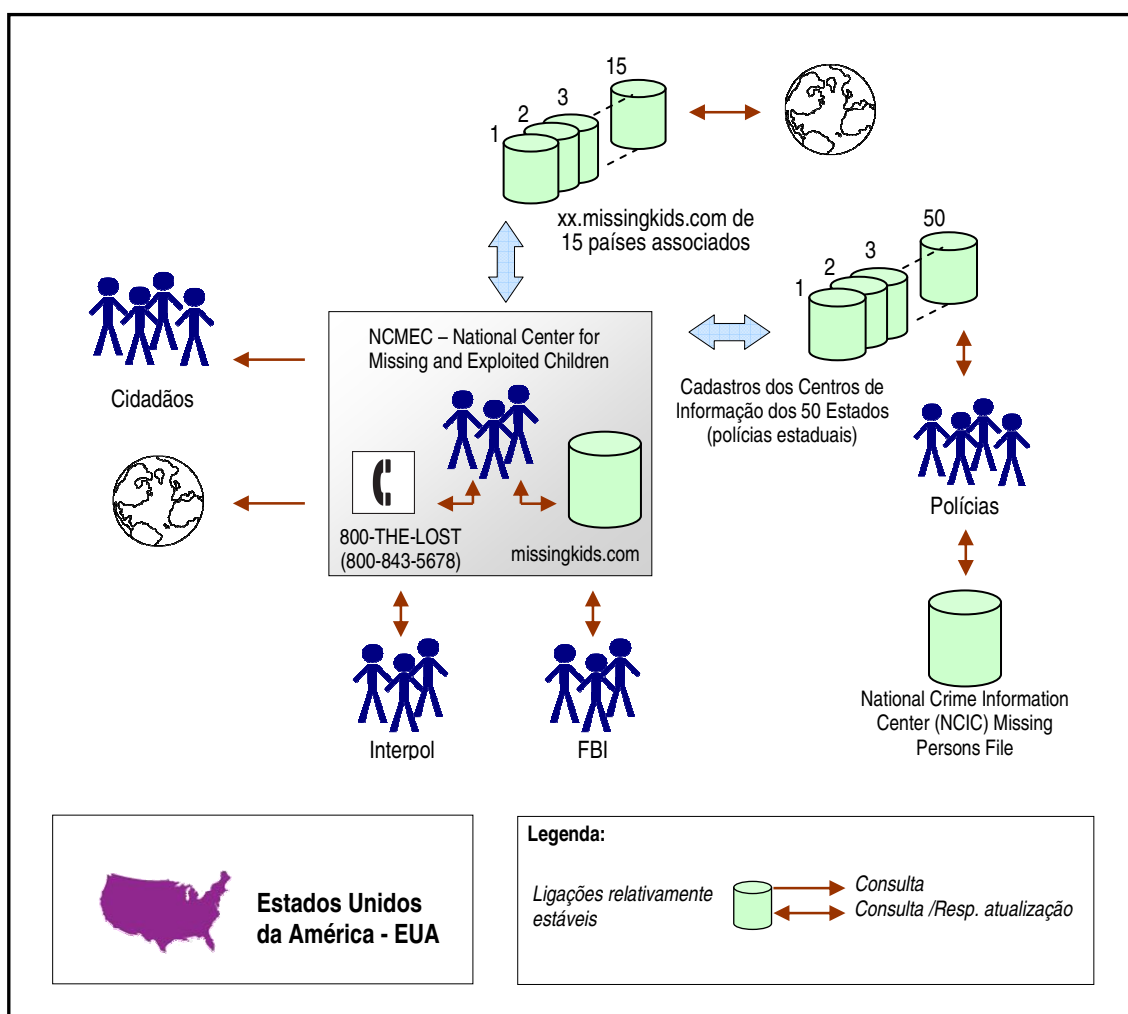 15
3
2
1
xx.missingkids.com de
15 países associados
50
3
2
1
Cidadãos
NCMEC – National Center for
Missing and Exploited Children
Cadastros dos Centros de
Informação dos 50 Estados
(polícias estaduais)
Polícias
800-THE-LOST
(800-843-5678)
missingkids.com
Interpol
FBI
National Crime Information
Center (NCIC) Missing
Persons File
Estados Unidos
da América - EUA
Legenda:
Ligações relativamente
estáveis
Consulta
Consulta /Resp. atualização